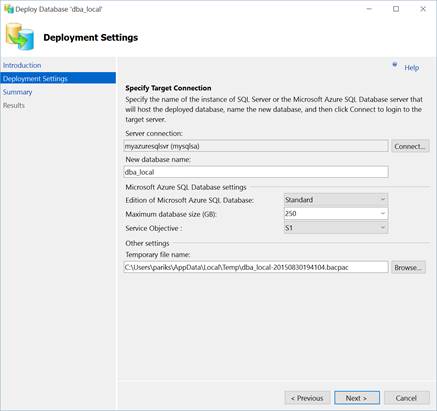 Deploy Database 'dba_local'
Deployment Settings
Introduction
Deployment Settings
Summary
Results
Help
Specify Target Connection
Specify the name of the instance of SQL Server or the Microsoft Azure SQL Database server that
will host the deployed database, name the new database, and then click Connect to login to
the target server.
Server connection:
myazuresqlsvr (mysqlsa)
Connect...
New database name:
dba_local
Microsoft Azure SQL Database settings
Edition of Microsoft Azure SQL Database:
Standard
Maximum database size (GB):
250
Service Objective :
S1
Other settings
Temporary file name:
C:\Users\pariks\AppData\Local\Temp\dba_local-20150830194104.bacpac
Browse...
< Previous
Next >
Cancel